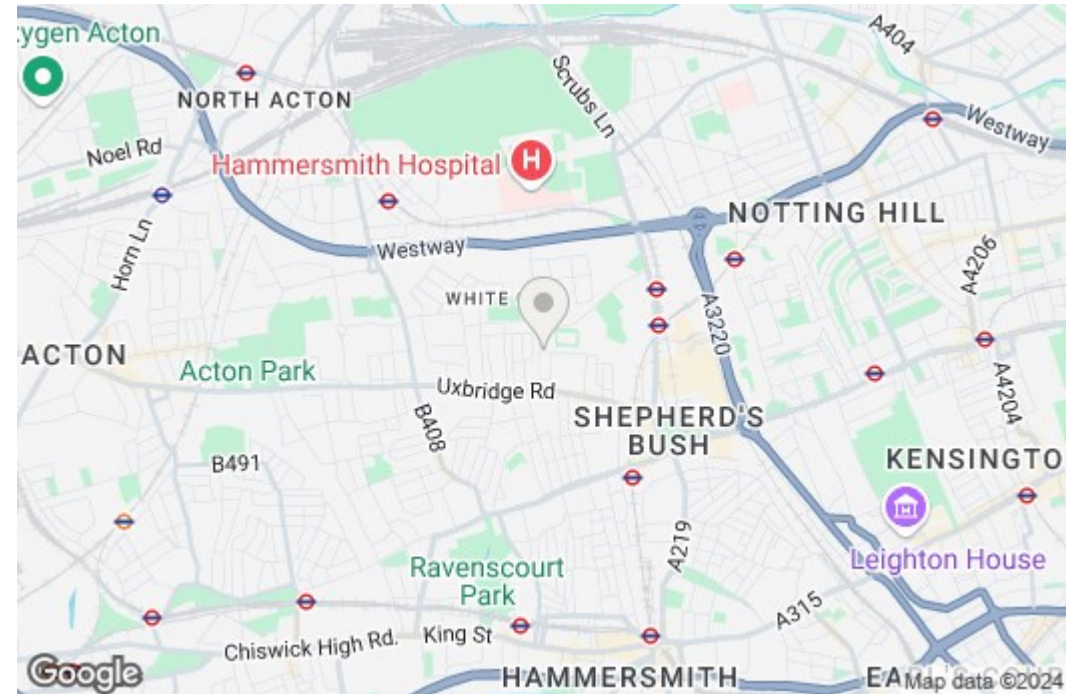 ygen Acton
A404
NORTH ACTON
Scrubs Ln
Westway
Noel Rd
Hammersmith Hospital
H
NOTTING HILL
Horn Ln
Westway
A4206
WHITE
A3220
ACTON
Acton Park
Uxbridge Rd
A4204
SHEPHERD'S
BUSH
B408
B491
KENSINGTO
A219
Leighton House
Ravenscourt
Park
A315
Chiswick High Rd.
King St
HAMMERSMITH
Google
Map data ©2024